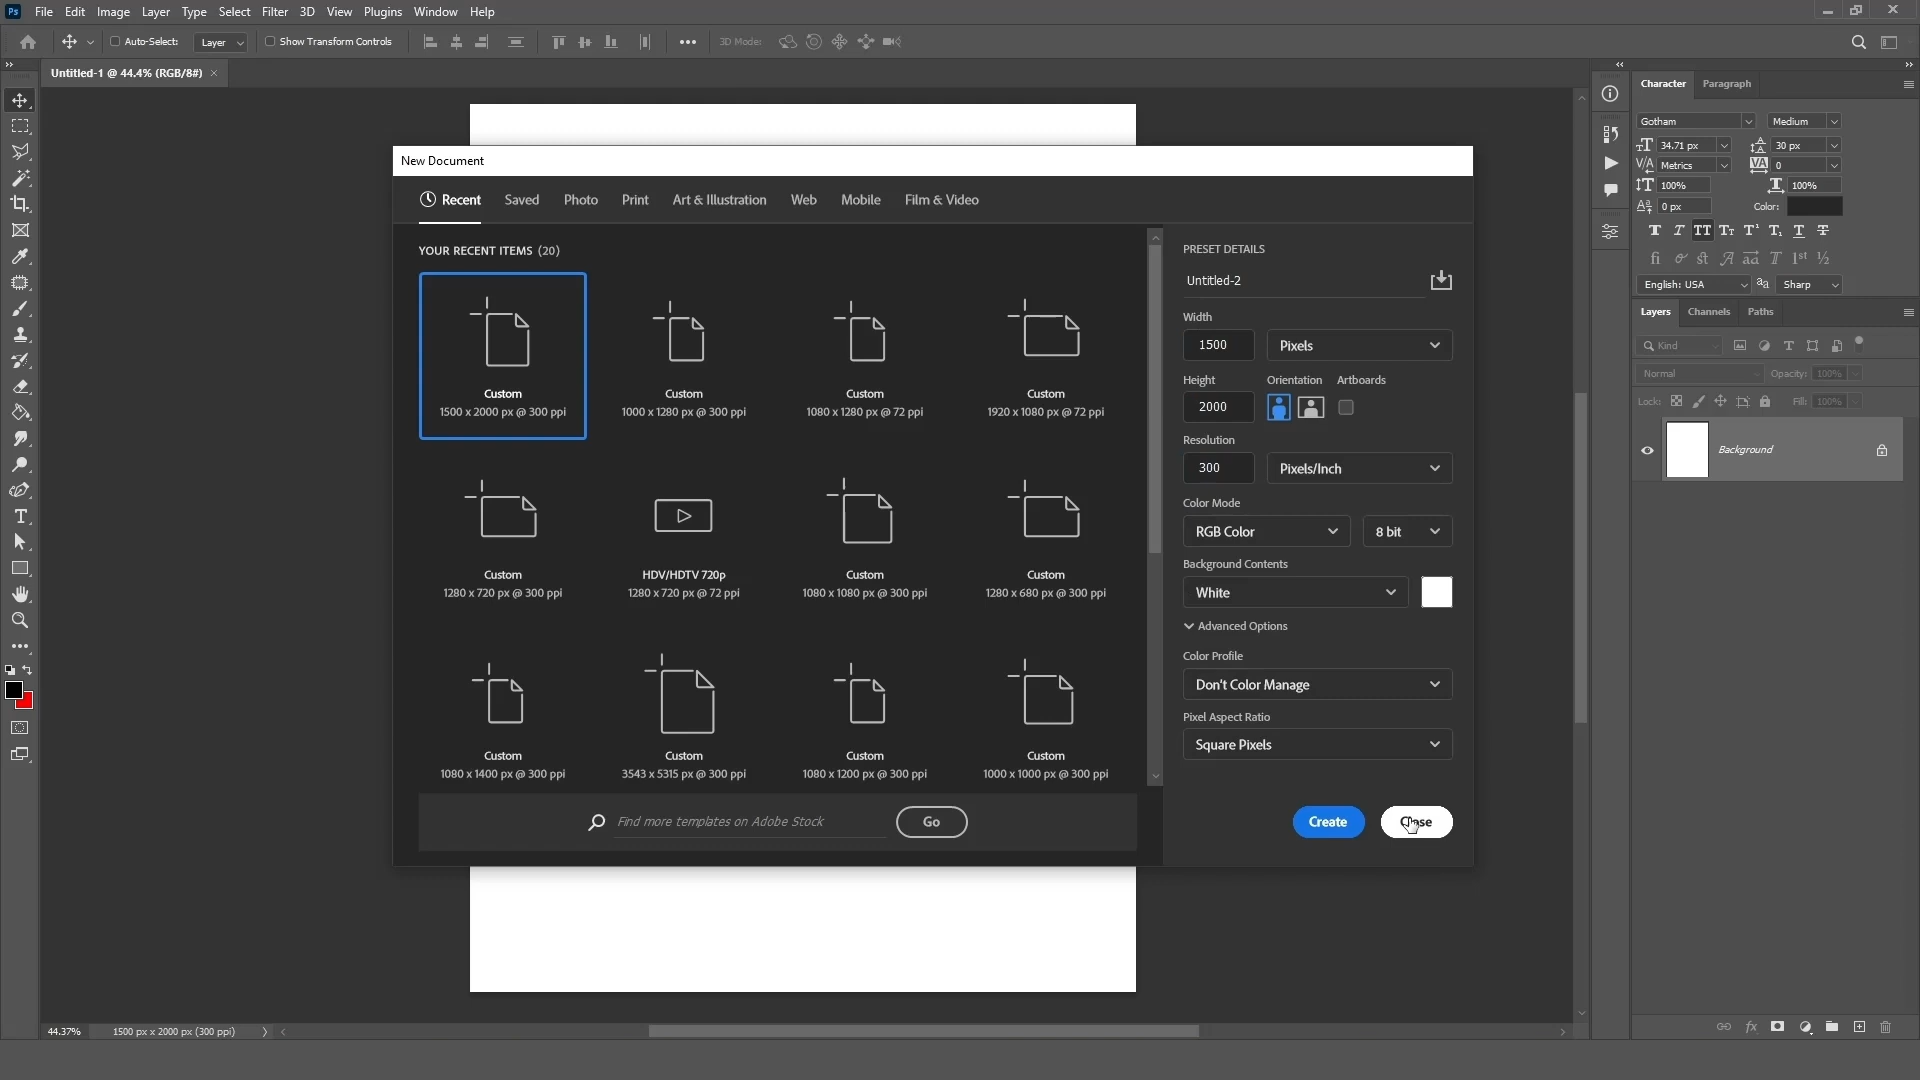 Ps File Edit Image Layer Type Select Filter 3D View Plugins Window Help
Auto-Select: Layer Show Transform Controls 3D Mode:
Untitled-1 @ 44.4% (RGB/8#)
New Document
Recent Saved Photo Print Art & Illustration Web Mobile Film & Video
YOUR RECENT ITEMS (20)
Custom Custom Custom Custom
1500 x 2000 px @ 300 ppi 1000 x 1280 px @ 300 ppi 1080 x 1280 px @ 72 ppi 1920 x 1080 px @ 72 ppi
Custom HDV/HDTV 720p Custom Custom
1280 x 720 px @ 300 ppi 1280 x 720 px @ 72 ppi 1080 x 1080 px @ 300 ppi 1280 x 680 px @ 300 ppi
Custom Custom Custom Custom
1080 x 1400 px @ 300 ppi 3543 x 5315 px @ 300 ppi 1080 x 1200 px @ 300 ppi 1000 x 1000 px @ 300 ppi
Find more templates on Adobe Stock Go
PRESET DETAILS
Untitled-2
Width
1500 Pixels
Height Orientation Artboards
2000
Resolution
300 Pixels/Inch
Color Mode
RGB Color 8 bit
Background Contents
White
Advanced Options
Color Profile
Don't Color Manage
Pixel Aspect Ratio
Square Pixels
Create Close
Character Paragraph
Gotham Medium
34.71 px 30 px
Metrics 0
100% 100%
0 px Color:
English: USA Sharp
Layers Channels Paths
Kind
Normal Opacity: 100%
Lock: Fill: 100%
Background
44.37% 1500 px x 2000 px (300 ppi)